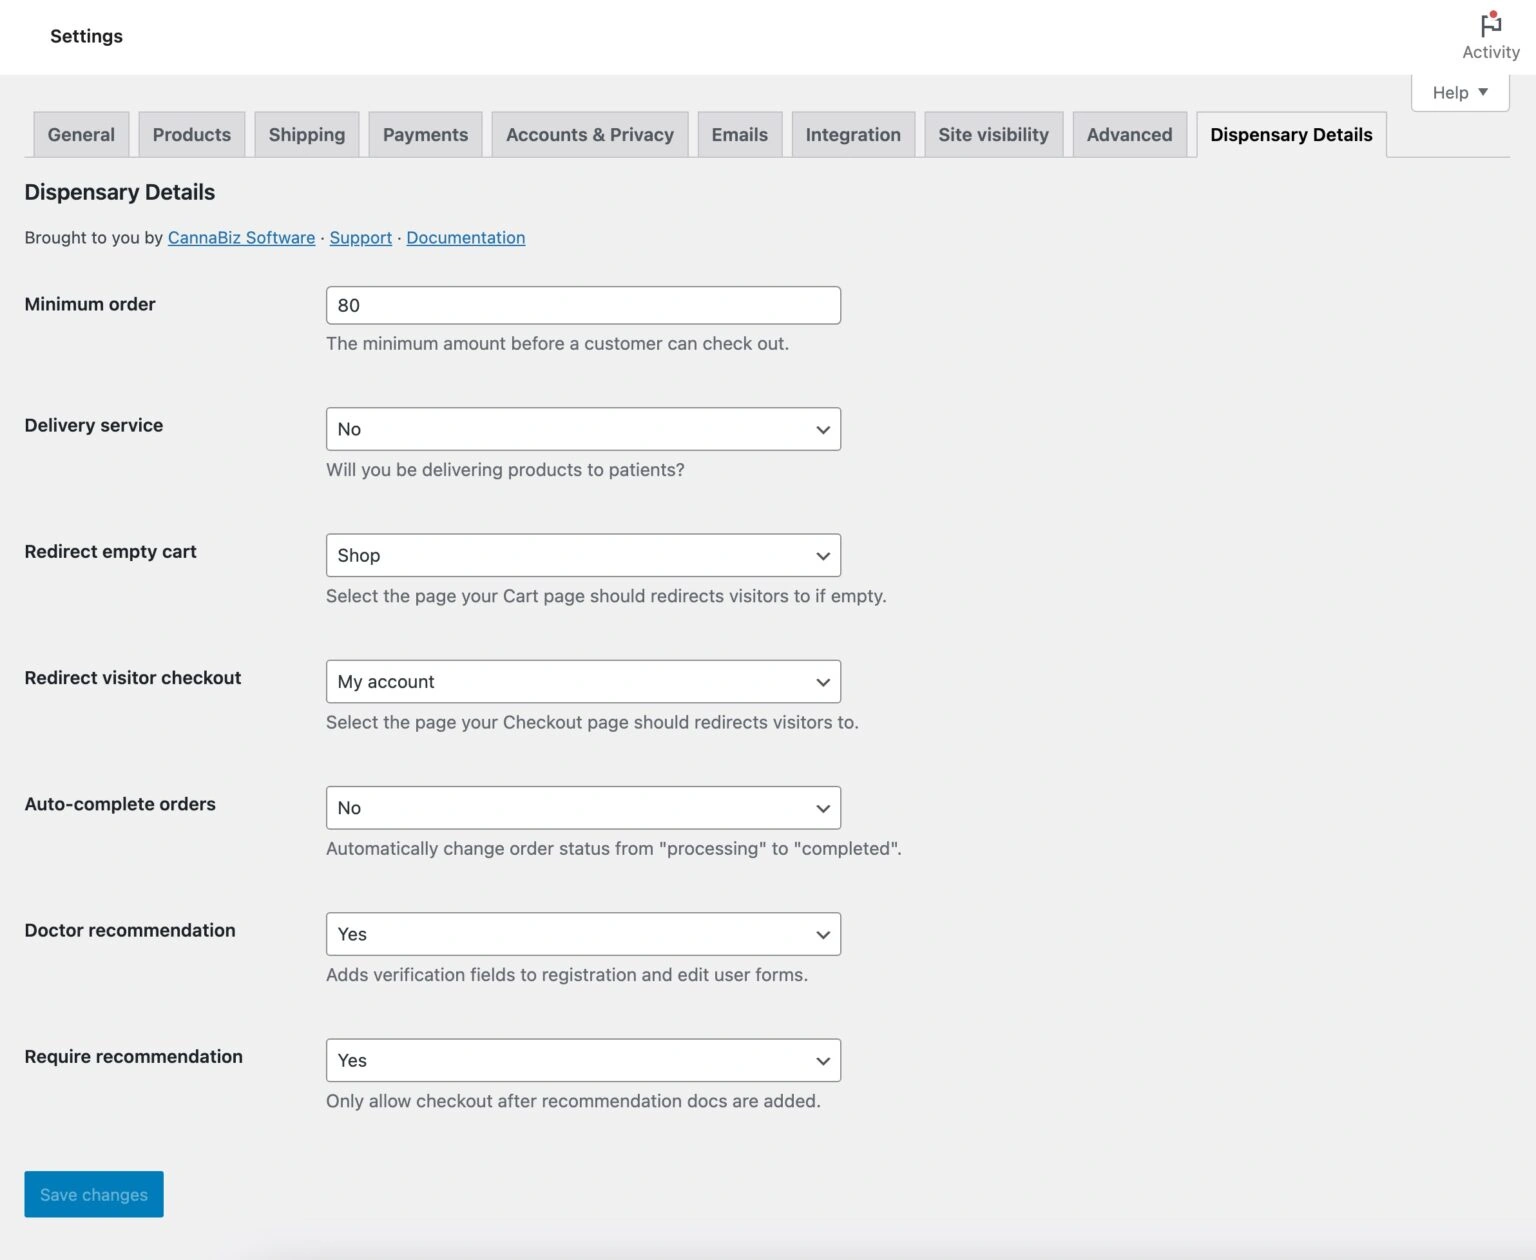 Settings
Activity
Help ▼
General Products Shipping Payments Accounts & Privacy Emails Integration Site visibility Advanced Dispensary Details
Dispensary Details
Brought to you by CannaBiz Software · Support · Documentation
Minimum order 80
The minimum amount before a customer can check out.
Delivery service No
Will you be delivering products to patients?
Redirect empty cart Shop
Select the page your Cart page should redirects visitors to if empty.
Redirect visitor checkout My account
Select the page your Checkout page should redirects visitors to.
Auto-complete orders No
Automatically change order status from "processing" to "completed".
Doctor recommendation Yes
Adds verification fields to registration and edit user forms.
Require recommendation Yes
Only allow checkout after recommendation docs are added.
Save changes